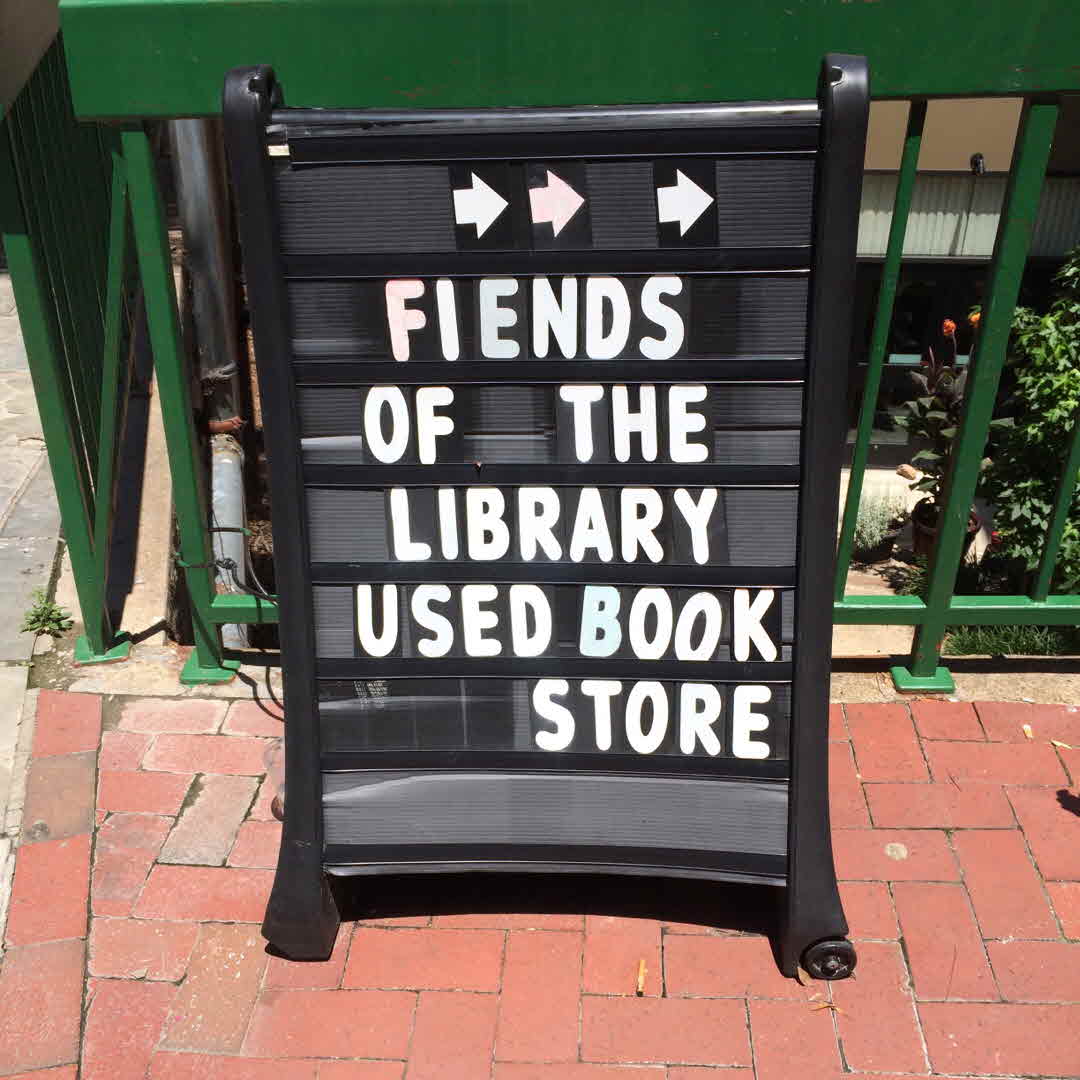 FIENDS
OF THE
LIBRARY
USED BOOK
STORE